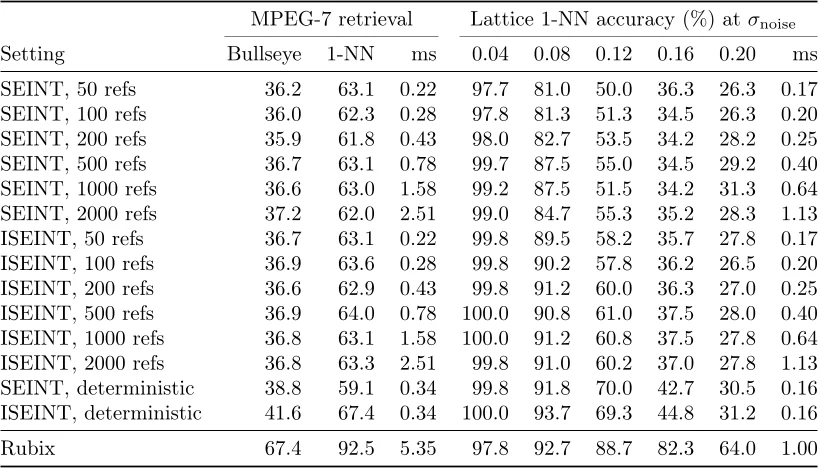 MPEG-7 retrieval Lattice 1-NN accuracy (%) at σnoise
Setting Bullseye 1-NN ms 0.04 0.08 0.12 0.16 0.20 ms
SEINT, 50 refs 36.2 63.1 0.22 97.7 81.0 50.0 36.3 26.3 0.17
SEINT, 100 refs 36.0 62.3 0.28 97.8 81.3 51.3 34.5 26.3 0.20
SEINT, 200 refs 35.9 61.8 0.43 98.0 82.7 53.5 34.2 28.2 0.25
SEINT, 500 refs 36.7 63.1 0.78 99.7 87.5 55.0 34.5 29.2 0.40
SEINT, 1000 refs 36.6 63.0 1.58 99.2 87.5 51.5 34.2 31.3 0.64
SEINT, 2000 refs 37.2 62.0 2.51 99.0 84.7 55.3 35.2 28.3 1.13
ISEINT, 50 refs 36.7 63.1 0.22 99.8 89.5 58.2 35.7 27.8 0.17
ISEINT, 100 refs 36.9 63.6 0.28 99.8 90.2 57.8 36.2 26.5 0.20
ISEINT, 200 refs 36.6 62.9 0.43 99.8 91.2 60.0 36.3 27.0 0.25
ISEINT, 500 refs 36.9 64.0 0.78 100.0 90.8 61.0 37.5 28.0 0.40
ISEINT, 1000 refs 36.8 63.1 1.58 100.0 91.2 60.8 37.5 27.8 0.64
ISEINT, 2000 refs 36.8 63.3 2.51 99.8 91.0 60.2 37.0 27.8 1.13
SEINT, deterministic 38.8 59.1 0.34 99.8 91.8 70.0 42.7 30.5 0.16
ISEINT, deterministic 41.6 67.4 0.34 100.0 93.7 69.3 44.8 31.2 0.16
Rubix 67.4 92.5 5.35 97.8 92.7 88.7 82.3 64.0 1.00